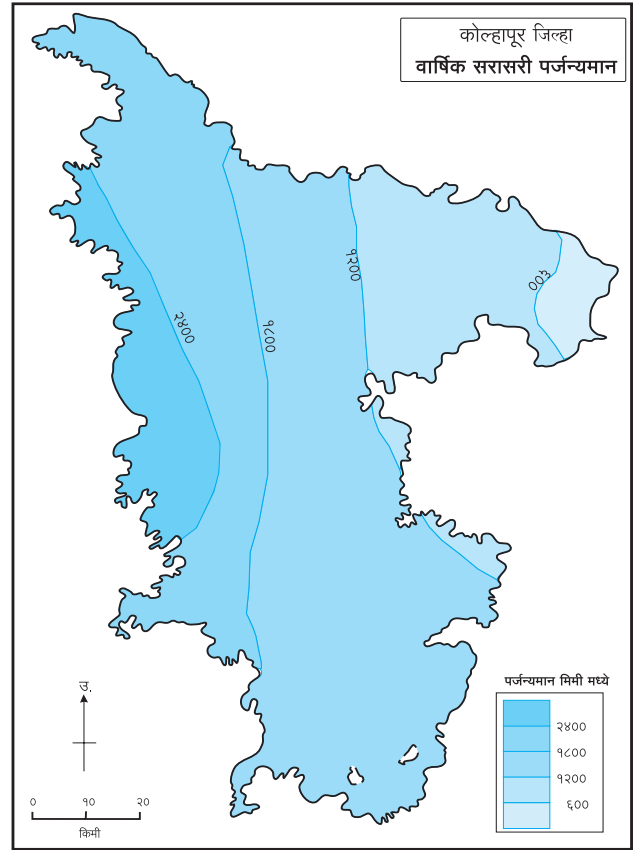 कोल्हापूर जिल्हा
वार्षिक सरासरी पर्जन्यमान
२४००
१८००
१२००
६००
उ.
० १० २०
किमी
पर्जन्यमान मिमी मध्ये
२४००
१८००
१२००
६००